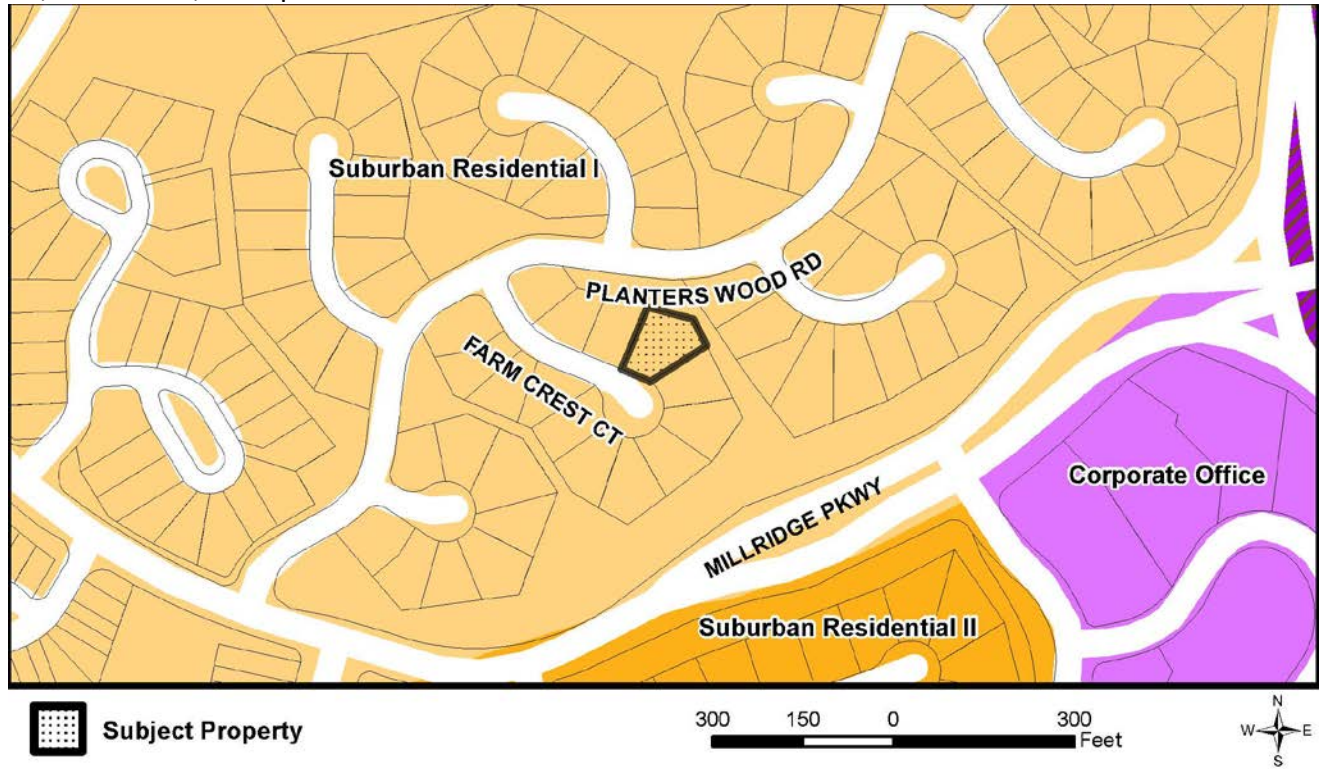 Suburban Residential I
PLANTERS WOOD RD
FARM CREST CT
Corporate Office
MILLRIDGE PKWY
Suburban Residential II
Subject Property
300 150 0 300
Feet
N
W E
S